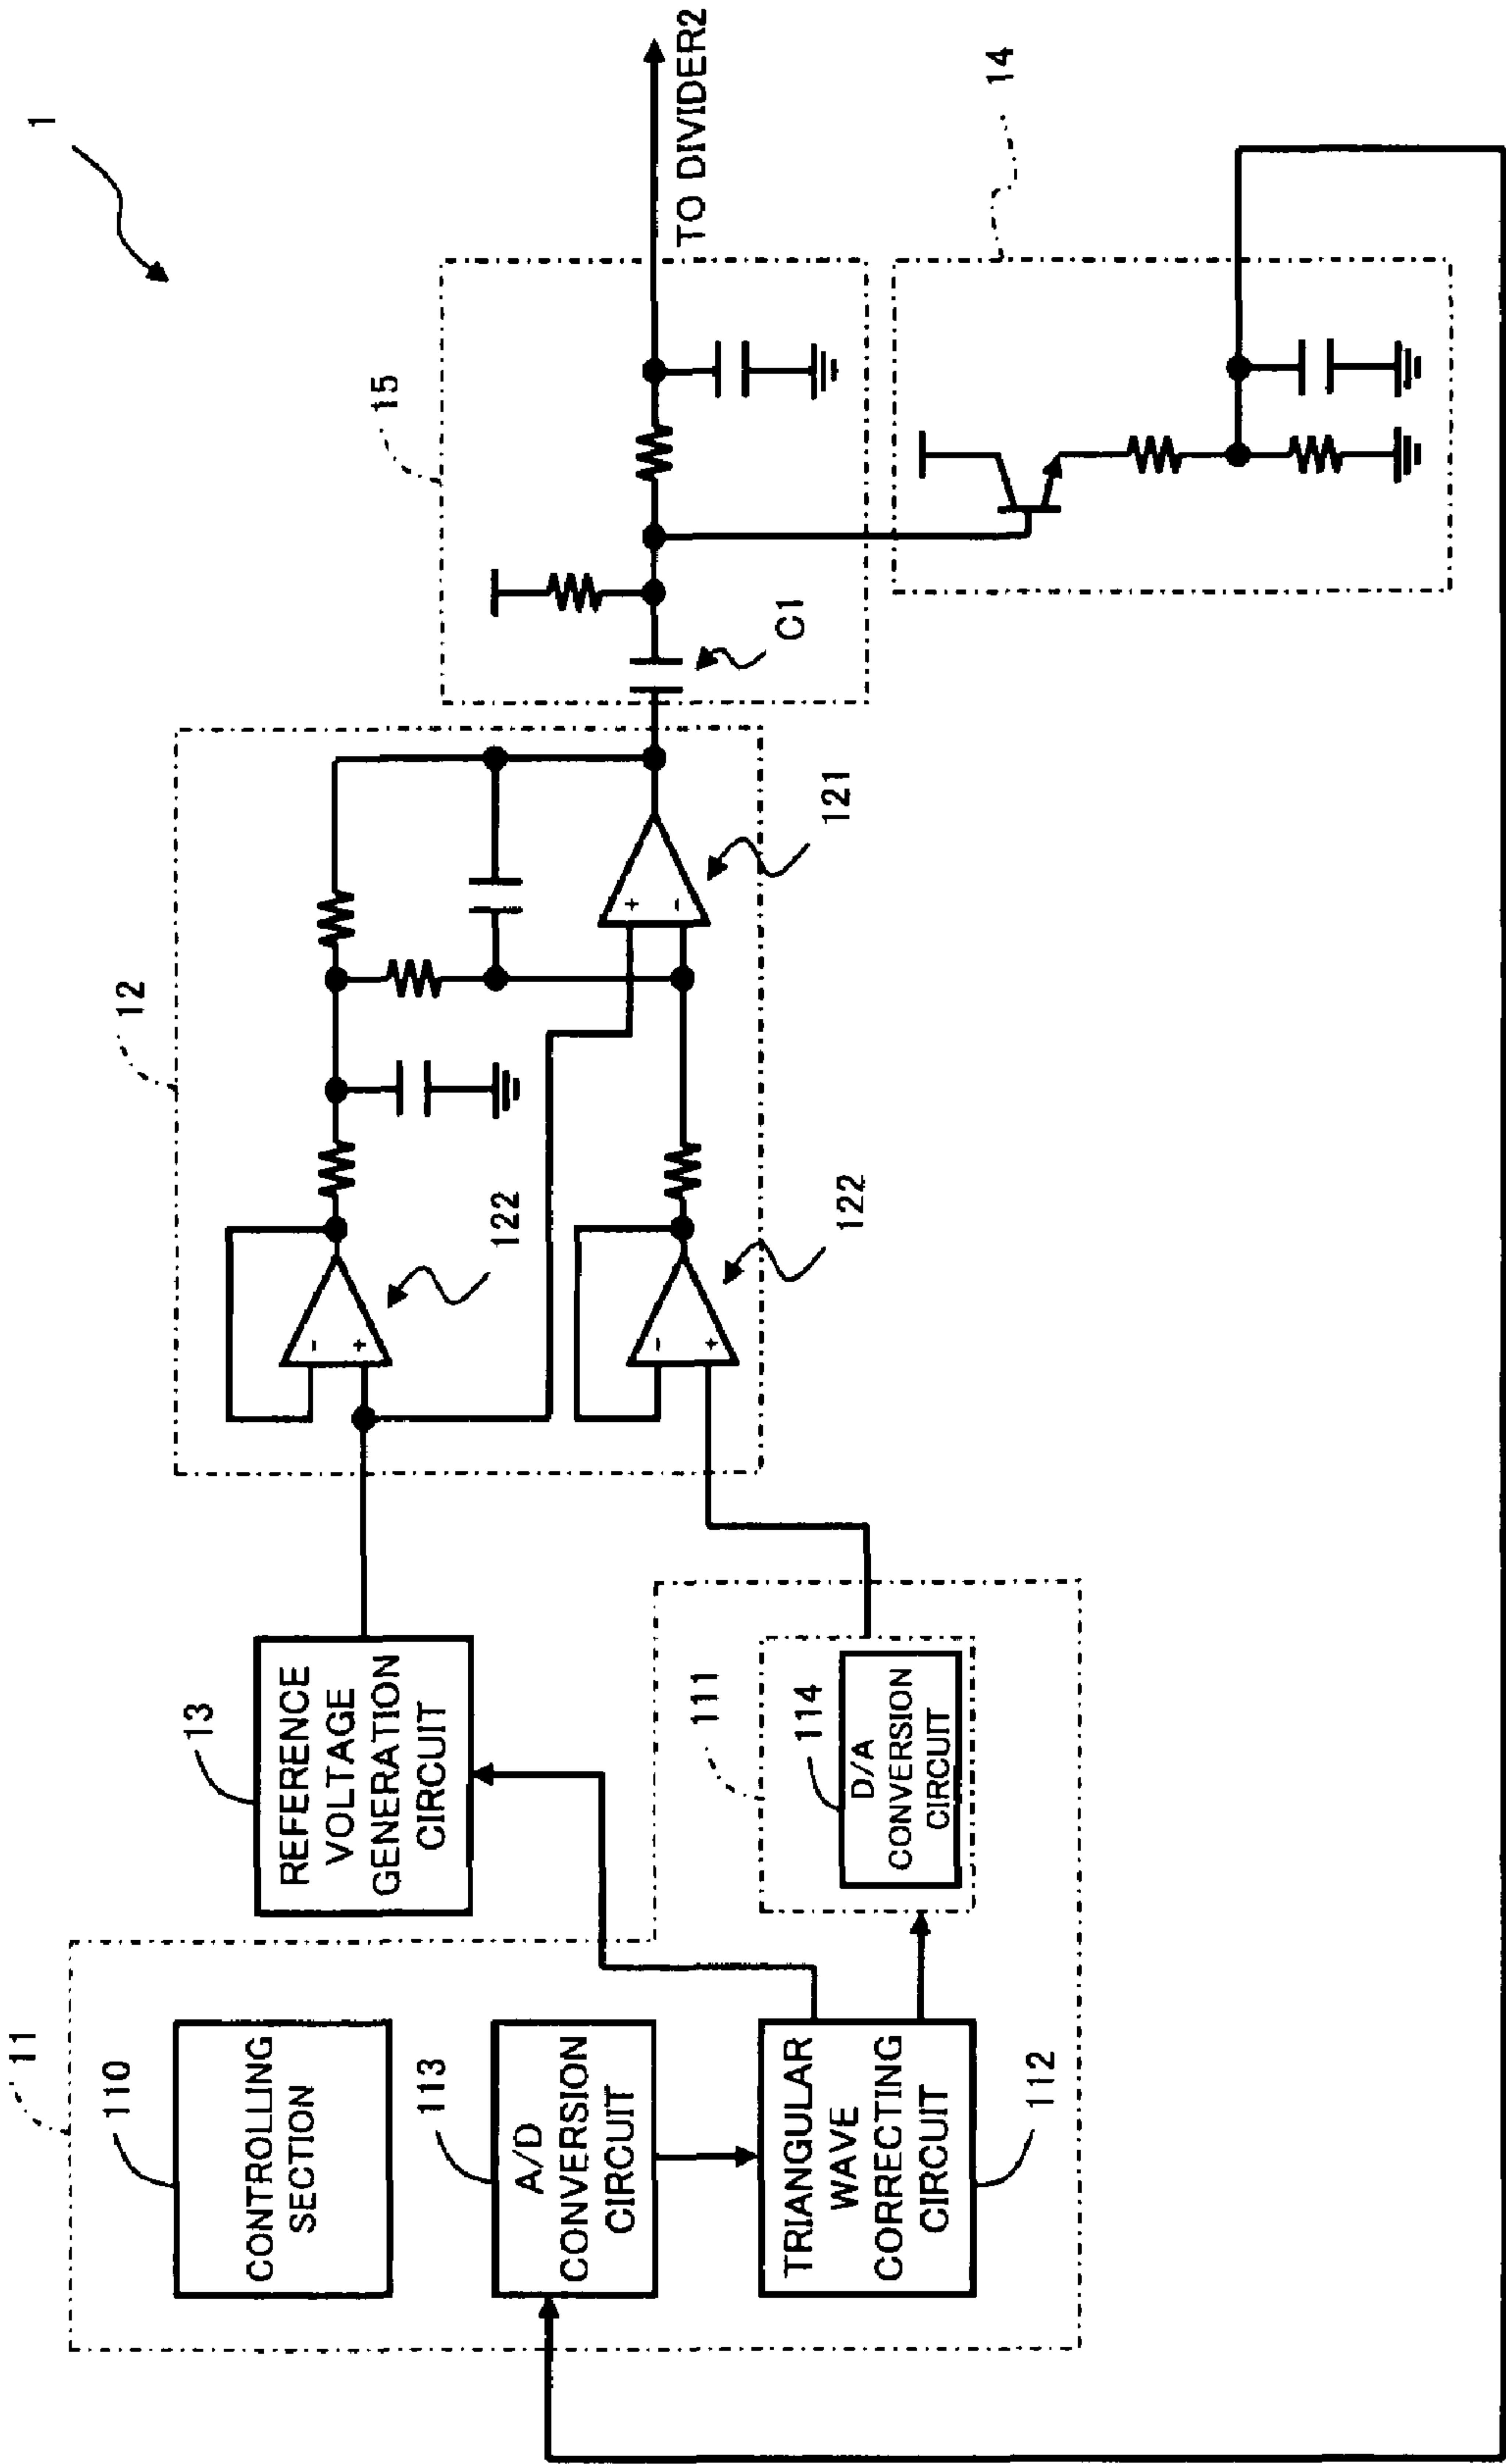 1
TO DIVIDER2
14
15
C1
12
121
122
122
13
REFERENCE
VOLTAGE
GENERATION
CIRCUIT
111
114
D/A
CONVERSION
CIRCUIT
11
110
CONTROLLING
SECTION
113
A/D
CONVERSION
CIRCUIT
TRIANGULAR
WAVE
CORRECTING
CIRCUIT
112
+
-
-
+
-
+